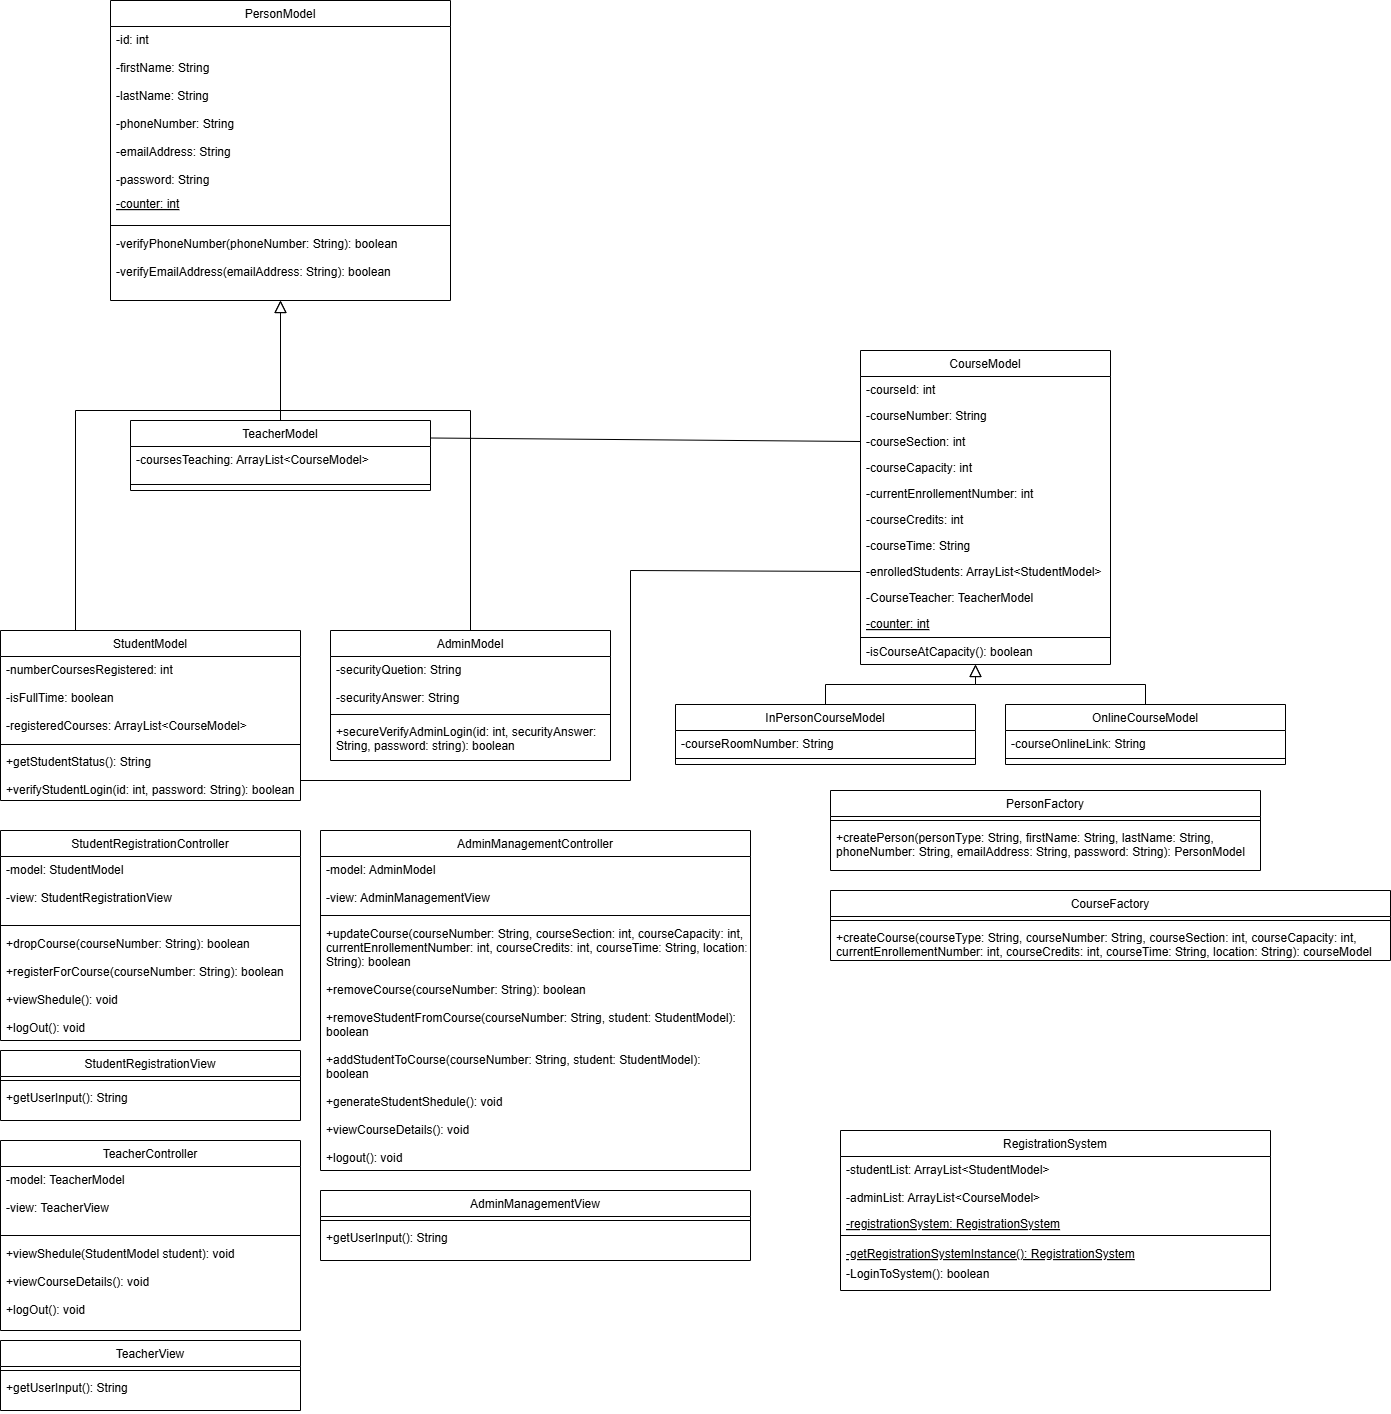 PersonModel
-id: int
-firstName: String
-lastName: String
-phoneNumber: String
-emailAddress: String
-password: String
-counter: int
-verifyPhoneNumber(phoneNumber: String): boolean
-verifyEmailAddress(emailAddress: String): boolean
TeacherModel
-coursesTeaching: ArrayList<CourseModel>
CourseModel
-courseId: int
-courseNumber: String
-courseSection: int
-courseCapacity: int
-currentEnrollementNumber: int
-courseCredits: int
-courseTime: String
-enrolledStudents: ArrayList<StudentModel>
-CourseTeacher: TeacherModel
-counter: int
-isCourseAtCapacity(): boolean
StudentModel
-numberCoursesRegistered: int
-isFullTime: boolean
-registeredCourses: ArrayList<CourseModel>
+getStudentStatus(): String
+verifyStudentLogin(id: int, password: String): boolean
AdminModel
-securityQuetion: String
-securityAnswer: String
+secureVerifyAdminLogin(id: int, securityAnswer:
String, password: string): boolean
InPersonCourseModel
-courseRoomNumber: String
OnlineCourseModel
-courseOnlineLink: String
PersonFactory
+createPerson(personType: String, firstName: String, lastName: String,
phoneNumber: String, emailAddress: String, password: String): PersonModel
CourseFactory
+createCourse(courseType: String, courseNumber: String, courseSection: int, courseCapacity: int,
currentEnrollementNumber: int, courseCredits: int, courseTime: String, location: String): courseModel
StudentRegistrationController
-model: StudentModel
-view: StudentRegistrationView
+dropCourse(courseNumber: String): boolean
+registerForCourse(courseNumber: String): boolean
+viewShedule(): void
+logOut(): void
StudentRegistrationView
+getUserInput(): String
AdminManagementController
-model: AdminModel
-view: AdminManagementView
+updateCourse(courseNumber: String, courseSection: int, courseCapacity: int,
currentEnrollementNumber: int, courseCredits: int, courseTime: String, location:
String): boolean
+removeCourse(courseNumber: String): boolean
+removeStudentFromCourse(courseNumber: String, student: StudentModel):
boolean
+addStudentToCourse(courseNumber: String, student: StudentModel):
boolean
+generateStudentShedule(): void
+viewCourseDetails(): void
+logout(): void
AdminManagementView
+getUserInput(): String
TeacherController
-model: TeacherModel
-view: TeacherView
+viewShedule(StudentModel student): void
+viewCourseDetails(): void
+logOut(): void
TeacherView
+getUserInput(): String
RegistrationSystem
-studentList: ArrayList<StudentModel>
-adminList: ArrayList<CourseModel>
-registrationSystem: RegistrationSystem
-getRegistrationSystemInstance(): RegistrationSystem
-LoginToSystem(): boolean